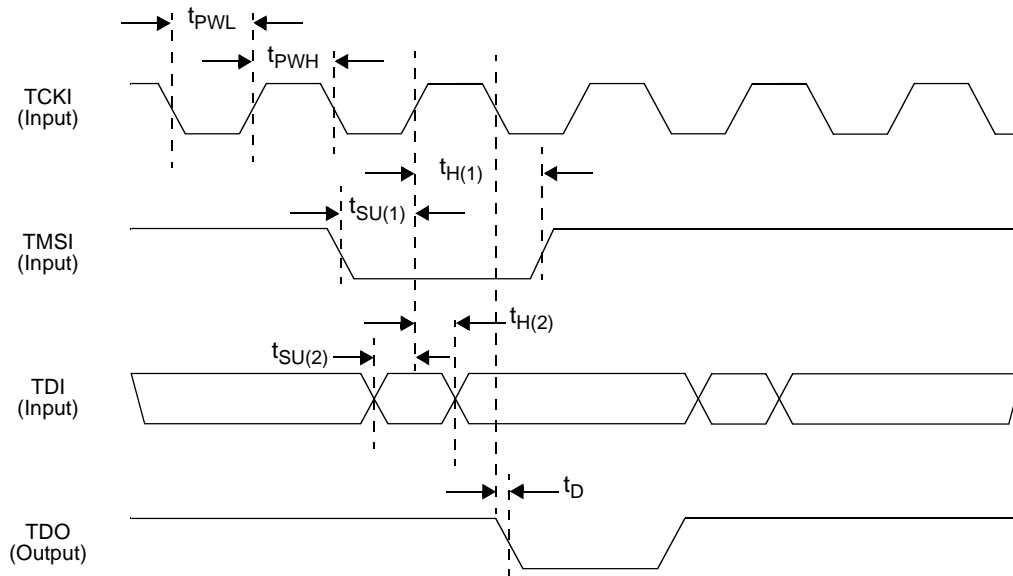 tPWL
tPWH
TCKI
(Input)
tH(1)
tSU(1)
TMSI
(Input)
tH(2)
tSU(2)
TDI
(Input)
tD
TDO
(Output)